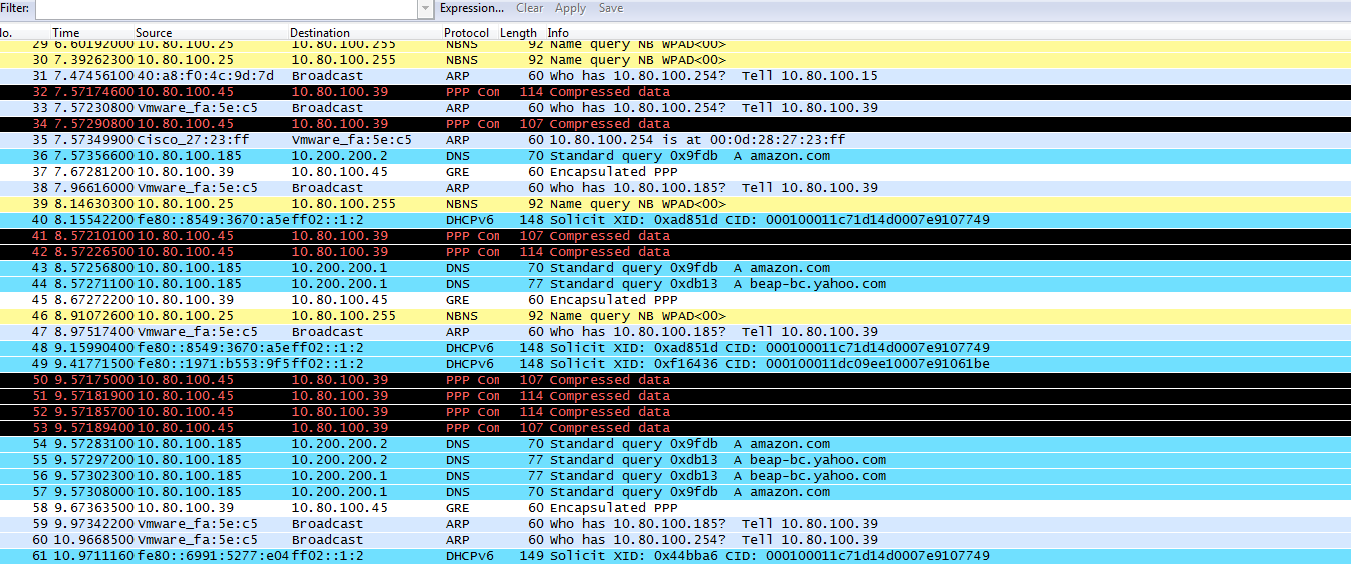 Filter: Expression... Clear Apply Save
lo. Time Source Destination Protocol Length Info
29 6.60192000 10.80.100.25 10.80.100.255 NBNS 92 Name query NB WPAD<00>
30 7.39262300 10.80.100.25 10.80.100.255 NBNS 92 Name query NB WPAD<00>
31 7.47456100 40:a8:f0:4c:9d:7d Broadcast ARP 60 Who has 10.80.100.254? Tell 10.80.100.15
32 7.57174600 10.80.100.45 10.80.100.39 PPP Com 114 Compressed data
33 7.57230800 Vmware_fa:5e:c5 Broadcast ARP 60 Who has 10.80.100.254? Tell 10.80.100.39
34 7.57290800 10.80.100.45 10.80.100.39 PPP Com 107 Compressed data
35 7.57349900 Cisco_27:23:ff Vmware_fa:5e:c5 ARP 60 10.80.100.254 is at 00:0d:28:27:23:ff
36 7.57356600 10.80.100.185 10.200.200.2 DNS 70 Standard query 0x9fdb A amazon.com
37 7.67281200 10.80.100.39 10.80.100.45 GRE 60 Encapsulated PPP
38 7.96616000 Vmware_fa:5e:c5 Broadcast ARP 60 Who has 10.80.100.185? Tell 10.80.100.39
39 8.14630300 10.80.100.25 10.80.100.255 NBNS 92 Name query NB WPAD<00>
40 8.15542200 fe80::8549:3670:a5e ff02::1:2 DHCPv6 148 Solicit XID: 0xad851d CID: 000100011c71d14d0007e9107749
41 8.57210100 10.80.100.45 10.80.100.39 PPP Com 107 Compressed data
42 8.57226500 10.80.100.45 10.80.100.39 PPP Com 114 Compressed data
43 8.57256800 10.80.100.185 10.200.200.1 DNS 70 Standard query 0x9fdb A amazon.com
44 8.57271100 10.80.100.185 10.200.200.1 DNS 77 Standard query 0xdb13 A beap-bc.yahoo.com
45 8.67272200 10.80.100.39 10.80.100.45 GRE 60 Encapsulated PPP
46 8.91072600 10.80.100.25 10.80.100.255 NBNS 92 Name query NB WPAD<00>
47 8.97517400 Vmware_fa:5e:c5 Broadcast ARP 60 Who has 10.80.100.185? Tell 10.80.100.39
48 9.15990400 fe80::8549:3670:a5e ff02::1:2 DHCPv6 148 Solicit XID: 0xad851d CID: 000100011c71d14d0007e9107749
49 9.41771500 fe80::1971:b553:9f5 ff02::1:2 DHCPv6 148 Solicit XID: 0xf16436 CID: 000100011dc09ee10007e91061be
50 9.57175000 10.80.100.45 10.80.100.39 PPP Com 107 Compressed data
51 9.57181900 10.80.100.45 10.80.100.39 PPP Com 114 Compressed data
52 9.57185700 10.80.100.45 10.80.100.39 PPP Com 114 Compressed data
53 9.57189400 10.80.100.45 10.80.100.39 PPP Com 107 Compressed data
54 9.57283100 10.80.100.185 10.200.200.2 DNS 70 Standard query 0x9fdb A amazon.com
55 9.57297200 10.80.100.185 10.200.200.2 DNS 77 Standard query 0xdb13 A beap-bc.yahoo.com
56 9.57302300 10.80.100.185 10.200.200.1 DNS 77 Standard query 0xdb13 A beap-bc.yahoo.com
57 9.57308000 10.80.100.185 10.200.200.1 DNS 70 Standard query 0x9fdb A amazon.com
58 9.67363500 10.80.100.39 10.80.100.45 GRE 60 Encapsulated PPP
59 9.97342200 Vmware_fa:5e:c5 Broadcast ARP 60 Who has 10.80.100.185? Tell 10.80.100.39
60 10.9668500 Vmware_fa:5e:c5 Broadcast ARP 60 Who has 10.80.100.254? Tell 10.80.100.39
61 10.9711160 fe80::6991:5277:e04 ff02::1:2 DHCPv6 149 Solicit XID: 0x44bba6 CID: 000100011c71d14d0007e9107749